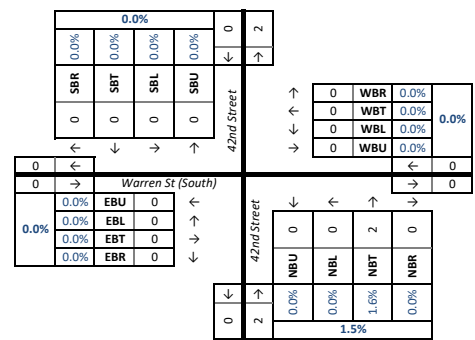 0.0%
0 2
0.0% 0.0% 0.0% 0.0%
↓ ↑
SBR SBT SBL SBU
0 0 0 0
← ↓ → ↑
42nd Street
↑ 0 WBR 0.0%
← 0 WBT 0.0%
↓ 0 WBL 0.0%
→ 0 WBU 0.0%
0.0%
0 ←
← 0
0 →
Warren St (South)
→ 0
0.0%
0.0% EBU 0 ←
0.0% EBL 0 ↑
0.0% EBT 0 →
0.0% EBR 0 ↓
42nd Street
↓ ← ↑ →
0 0 2 0
NBU NBL NBT NBR
↓ ↑
0.0% 0.0% 1.6% 0.0%
0 2
1.5%